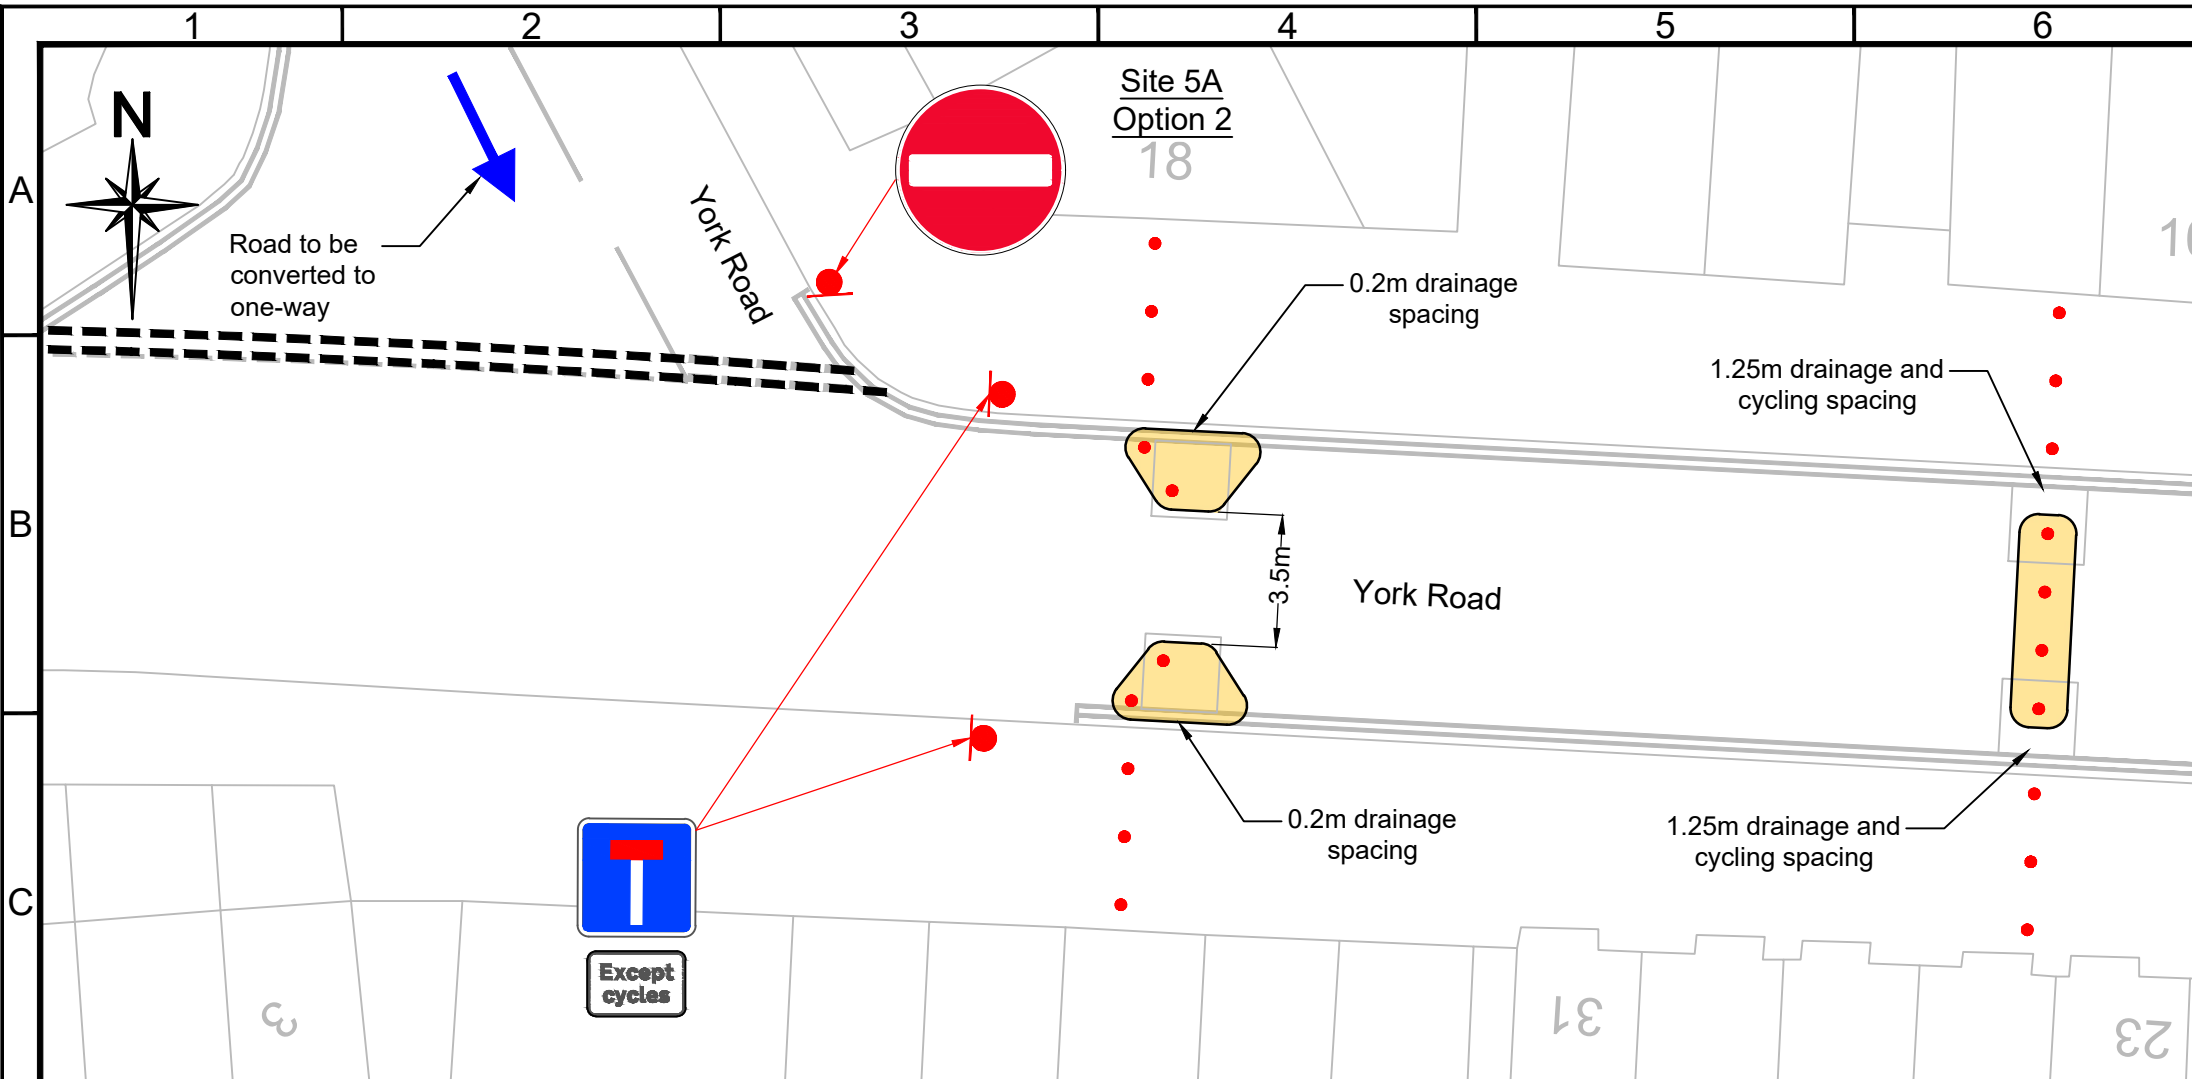 1 2 3 4 5 6
A
B
C
N
Site 5A
Option 2
18
York Road
Road to be
converted to
one-way
0.2m drainage
spacing
1.25m drainage and
cycling spacing
3.5m
York Road
0.2m drainage
spacing
1.25m drainage and
cycling spacing
Except
cycles
3
31
23